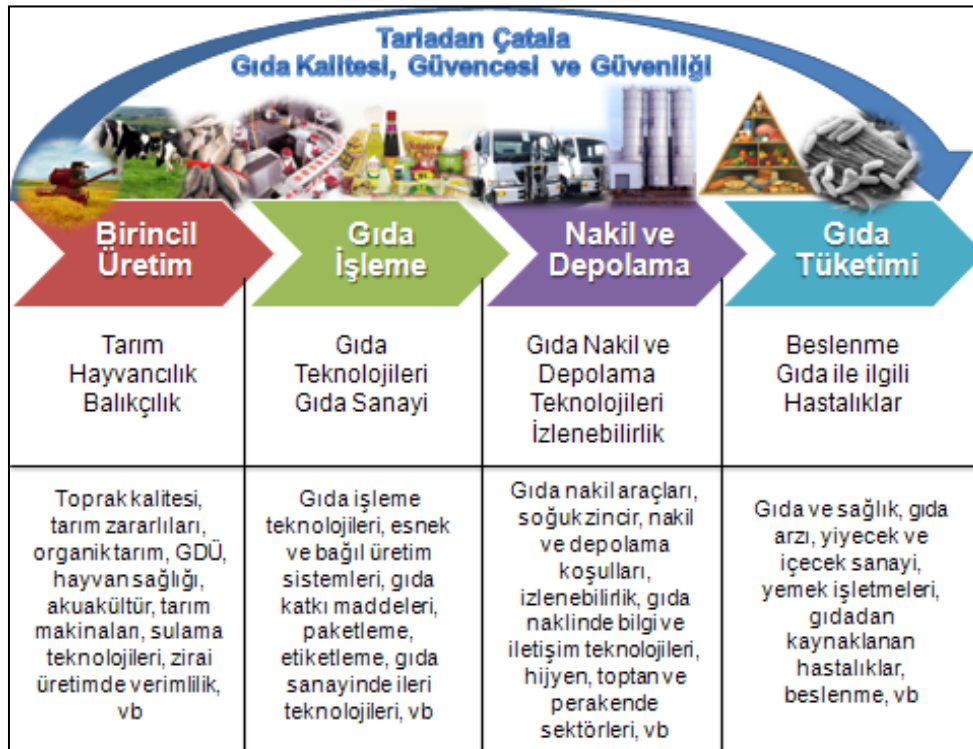 Tarladan Çatala
Gıda Kalitesi, Güvencesi ve Güvenliği
Birincil
Üretim
Gıda
İşleme
Nakil ve
Depolama
Gıda
Tüketimi
Tarım
Hayvancılık
Balıkçılık
Gıda
Teknolojileri
Gıda Sanayi
Gıda Nakil ve
Depolama
Teknolojileri
İzlenebilirlik
Beslenme
Gıda ile ilgili
Hastalıklar
Toprak kalitesi,
tarım zararlıları,
organik tarım, GDÜ,
hayvan sağlığı,
akuakültür, tarım
makinaları, sulama
teknolojileri, zirai
üretimde verimlilik,
vb
Gıda işleme
teknolojileri, esnek
ve bağıl üretim
sistemleri, gıda
katkı maddeleri,
paketleme,
etiketleme, gıda
sanayinde ileri
teknolojileri, vb
Gıda nakil araçları,
soğuk zincir, nakil
ve depolama
koşulları,
izlenebilirlik, gıda
naklinde bilgi ve
iletişim teknolojileri,
hijyen, toptan ve
perakende
sektörleri, vb
Gıda ve sağlık, gıda
arzı, yiyecek ve
içecek sanayi,
yemek işletmeleri,
gıdadan
kaynaklanan
hastalıklar,
beslenme, vb